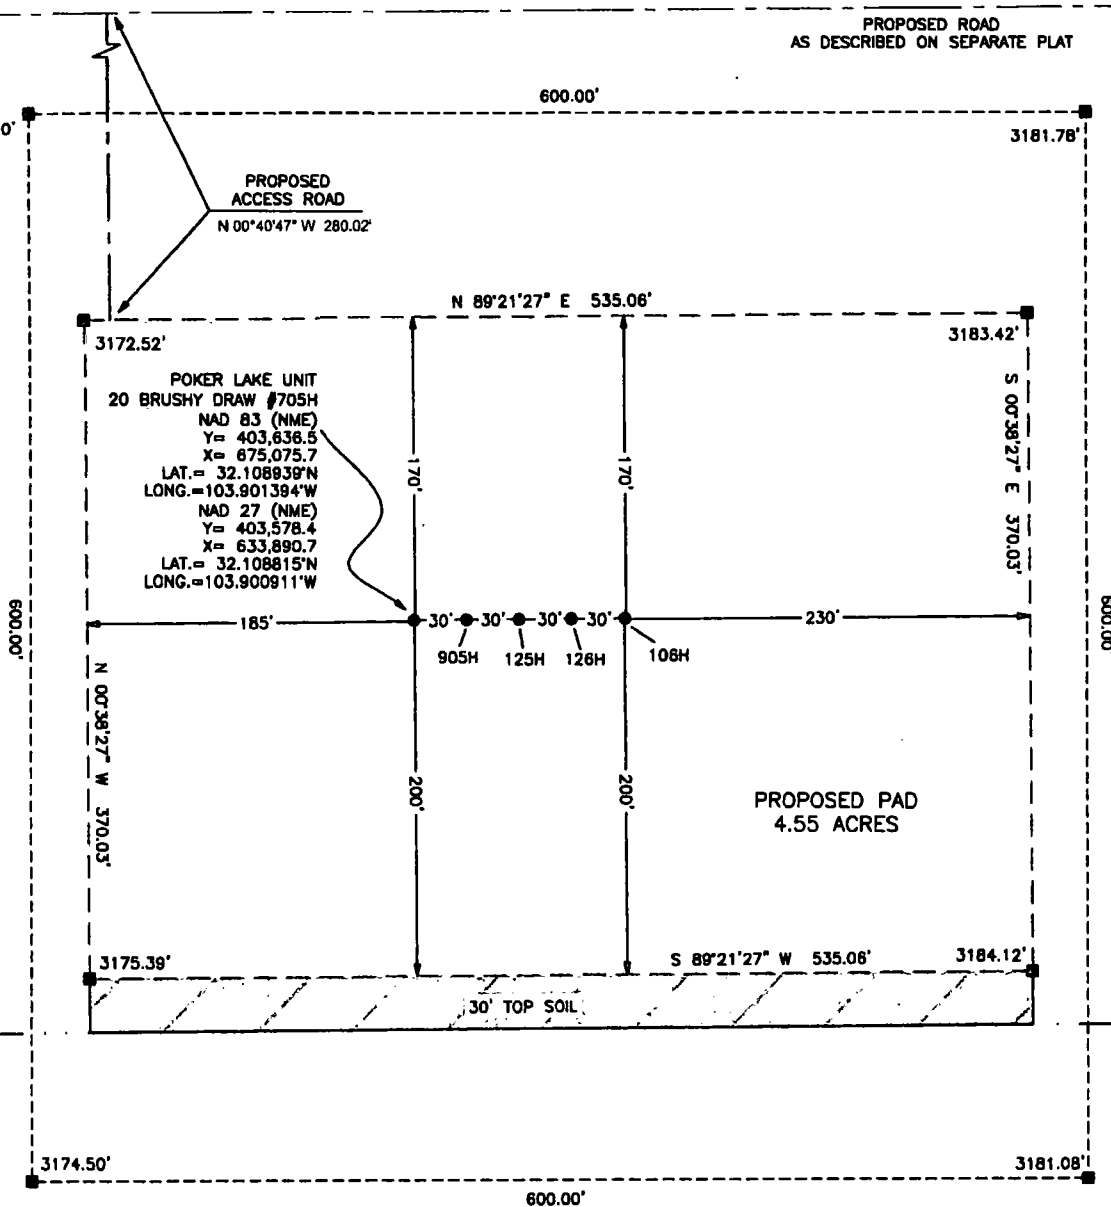 PROPOSED ROAD
AS DESCRIBED ON SEPARATE PLAT
600.00'
0'
3181.78'
PROPOSED
ACCESS ROAD
N 00°40'47" W 280.02'
N 89°21'27" E 535.06'
3172.52'
3183.42'
POKER LAKE UNIT
20 BRUSHY DRAW #705H
NAD 83 (NME)
Y= 403,636.5
X= 675,075.7
LAT.= 32.108939°N
LONG.=103.901394°W
NAD 27 (NME)
Y= 403,578.4
X= 633,890.7
LAT.= 32.108815°N
LONG.=103.900911°W
170'
170'
S 00°38'27" E 370.03'
600.00'
600.00'
185'
30'
30'
30'
30'
230'
905H
125H
126H
106H
N 00°38'27" W 370.03'
200'
200'
PROPOSED PAD
4.55 ACRES
3175.39'
S 89°21'27" W 535.06'
3184.12'
30' TOP SOIL
3174.50'
3181.08'
600.00'